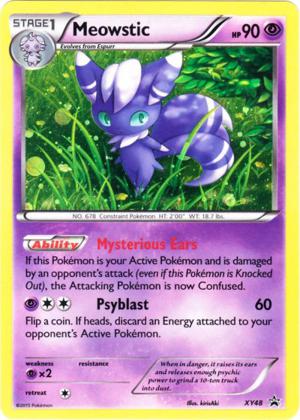 STAGE1
Meowstic
HP 90
Evolves from Espurr
NO. 678 Constraint Pokémon HT: 2'00" WT: 18.7 lbs.
Ability Mysterious Ears
If this Pokémon is your Active Pokémon and is damaged
by an opponent's attack (even if this Pokémon is Knocked
Out), the Attacking Pokémon is now Confused.
Psyblast 60
Flip a coin. If heads, discard an Energy attached to your
opponent's Active Pokémon.
weakness
resistance
×2
retreat
When in danger, it raises its ears
and releases enough psychic
power to grind a 10-ton truck
into dust.
©2015 Pokémon
Illus. kirisAki
XY48
PROMO